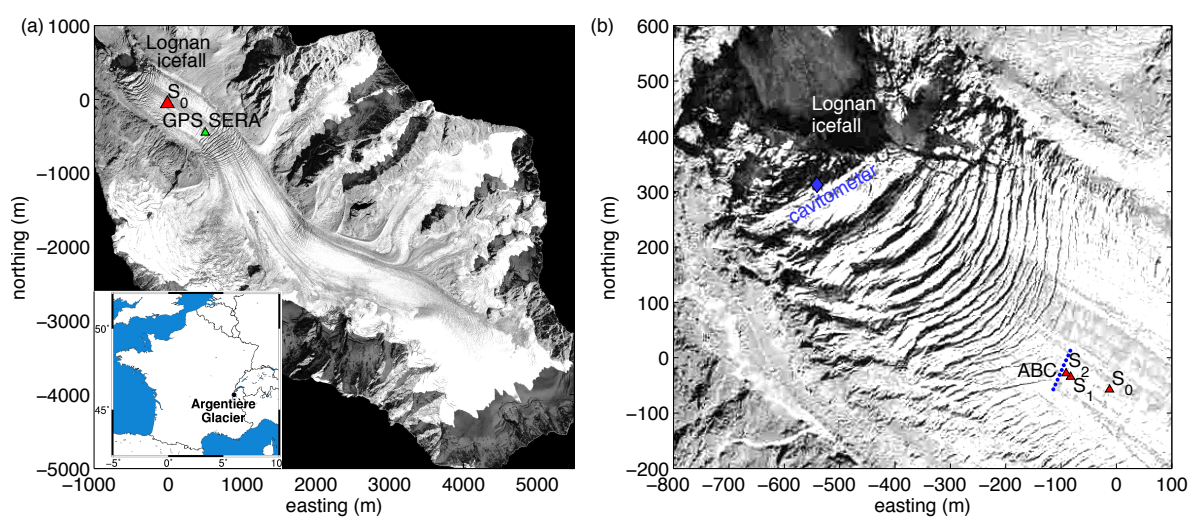 (a)
1000
0
−1000
−2000
−3000
−4000
−5000
northing (m)
Lognan
icefall
S0
GPS SERA
50˚
45˚
−5˚ 0˚ 5˚ 10
Argentière
Glacier
−1000 0 1000 2000 3000 4000 5000
easting (m)
(b)
600
500
400
300
200
100
0
−100
−200
northing (m)
Lognan
icefall
cavitometer
ABC
S2
S1
S0
−800 −700 −600 −500 −400 −300 −200 −100 0 100
easting (m)